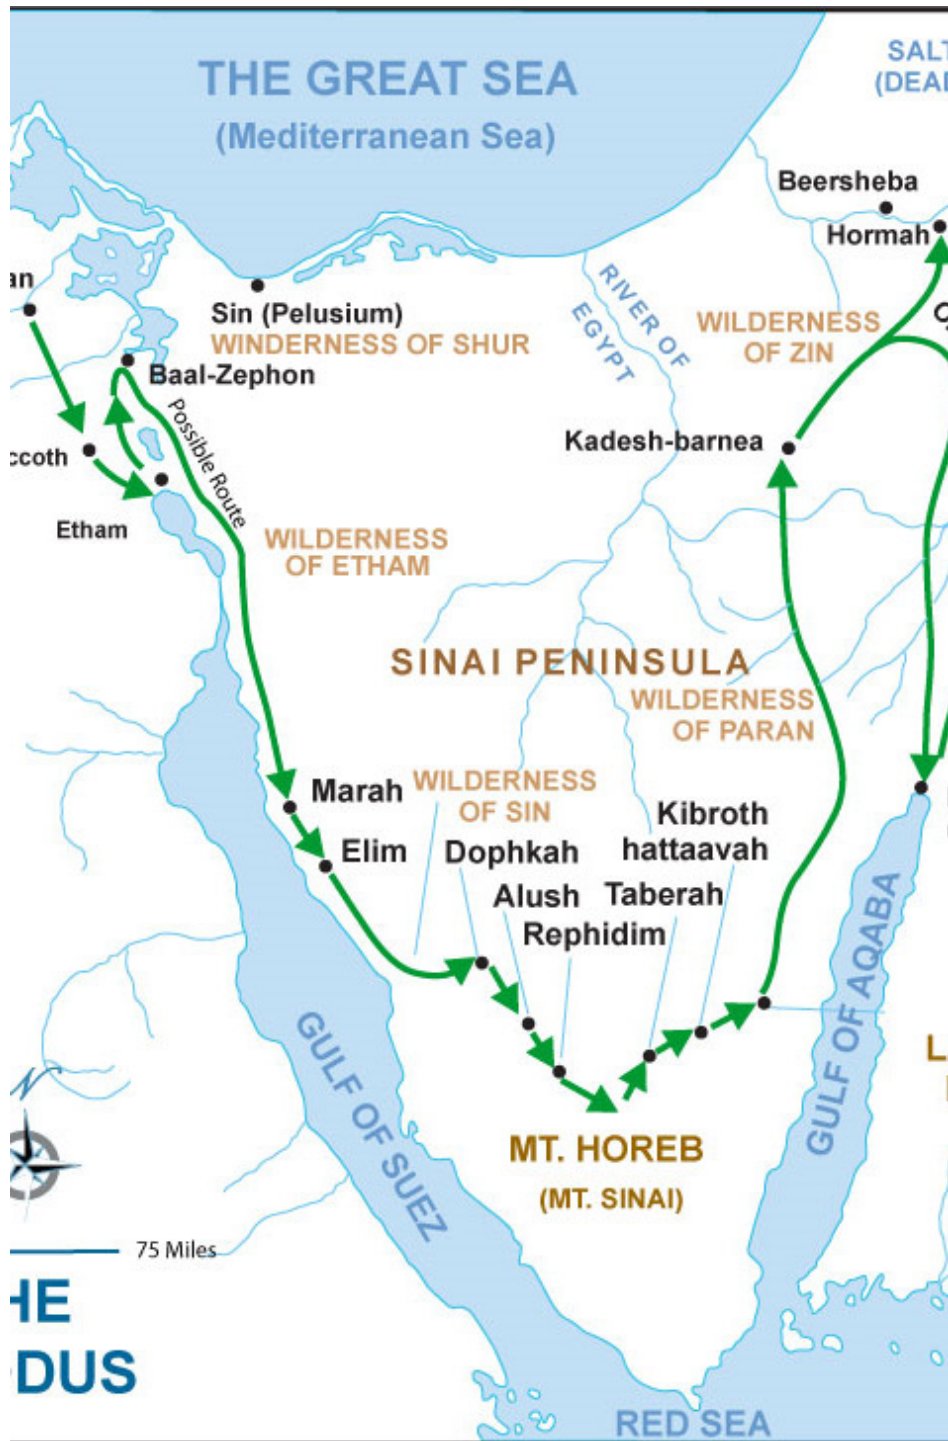 THE GREAT SEA
(Mediterranean Sea)
SALT
(DEAD
Beersheba
Hormah
an
Sin (Pelusium)
WINDERNESS OF SHUR
RIVER OF
EGYPT
WILDERNESS
OF ZIN
Baal-Zephon
Possible Route
Kadesh-barnea
ccoth
Etham
WILDERNESS
OF ETHAM
SINAI PENINSULA
WILDERNESS
OF PARAN
Marah
WILDERNESS
OF SIN
Elim
Dophkah
Kibroth
hattaavah
Alush
Taberah
Rephidim
GULF OF AQABA
GULF OF SUEZ
N
MT. HOREB
(MT. SINAI)
75 Miles
HE
DUS
RED SEA